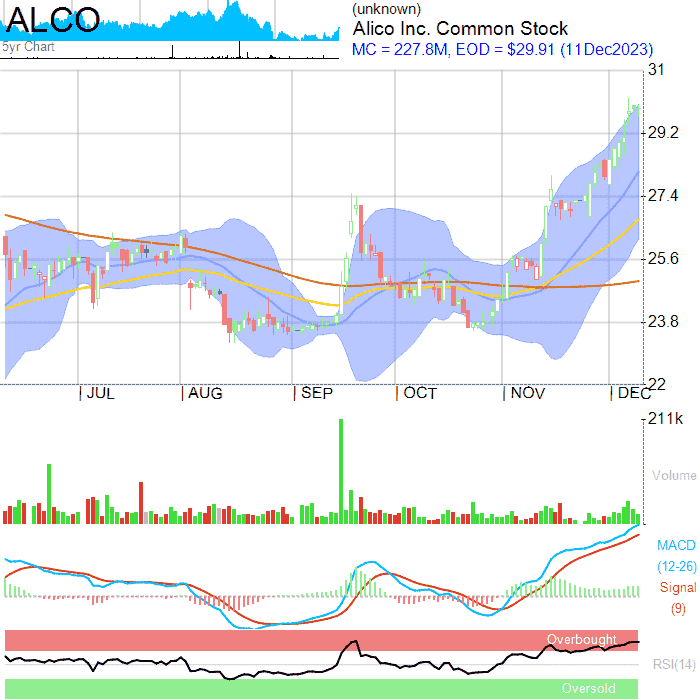 ALCO
(unknown)
Alico Inc. Common Stock
MC = 227.8M, EOD = $29.91 (11Dec2023)
5yr Chart
31
29.2
27.4
25.6
23.8
22
JUL
AUG
SEP
OCT
NOV
DEC
211k
Volume
MACD
(12-26)
Signal
(9)
Overbought
RSI(14)
Oversold